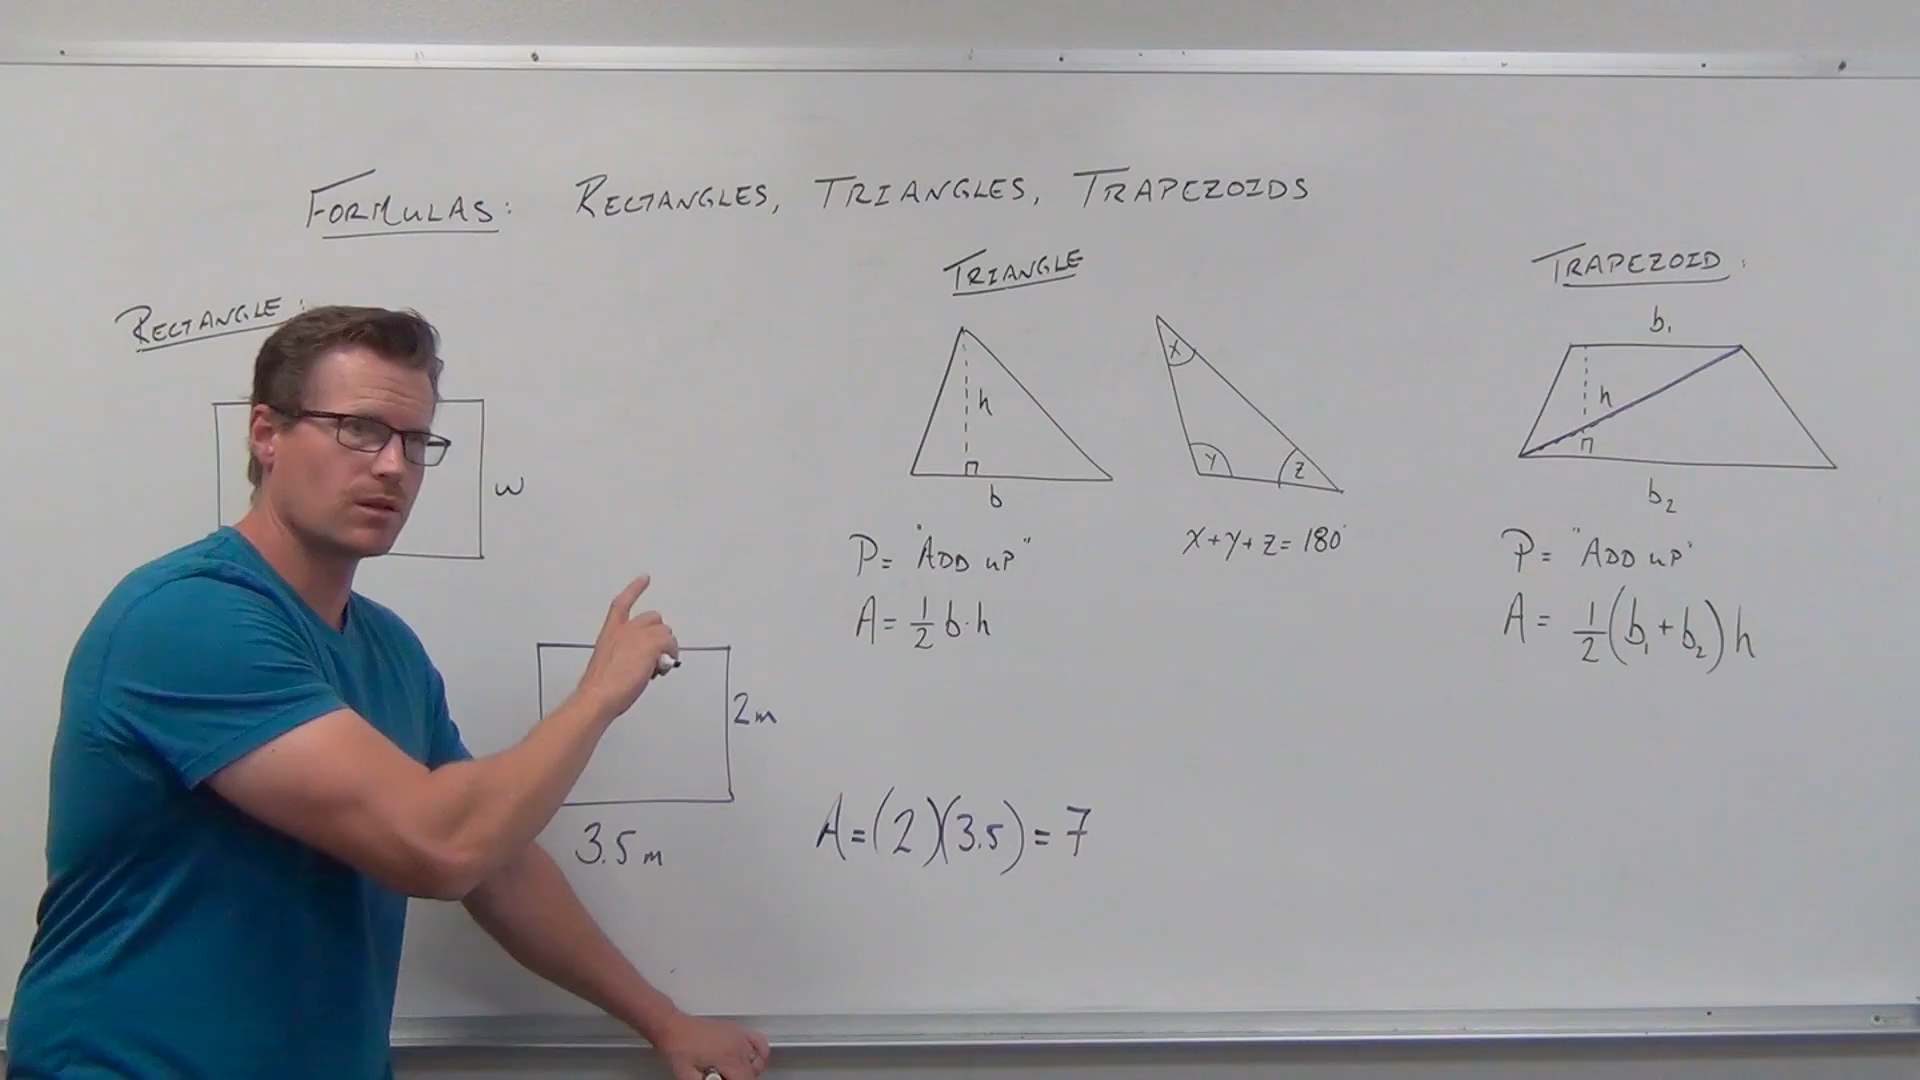 FORMULAS: RECTANGLES, TRIANGLES, TRAPEZOIDS
RECTANGLE:
w
2m
3.5m
TRIANGLE
h
b
P= "ADD UP"
A= 1/2 b·h
X
Y
Z
X+Y+Z=180°
A=(2)(3.5)=7
TRAPEZOID:
b₁
h
b₂
P= "ADD UP"
A= 1/2(b₁+b₂)h